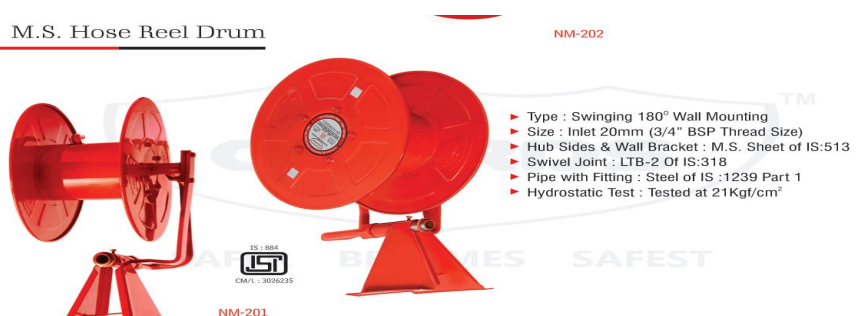 M.S. Hose Reel Drum
NM-202
► Type : Swinging 180° Wall Mounting
► Size : Inlet 20mm (3/4" BSP Thread Size)
► Hub Sides & Wall Bracket : M.S. Sheet of IS:513
► Swivel Joint : LTB-2 Of IS:318
► Pipe with Fitting : Steel of IS :1239 Part 1
► Hydrostatic Test : Tested at 21Kgf/cm²
TM
IS : 884
CM/L : 3026235
SAFEST
NM-201